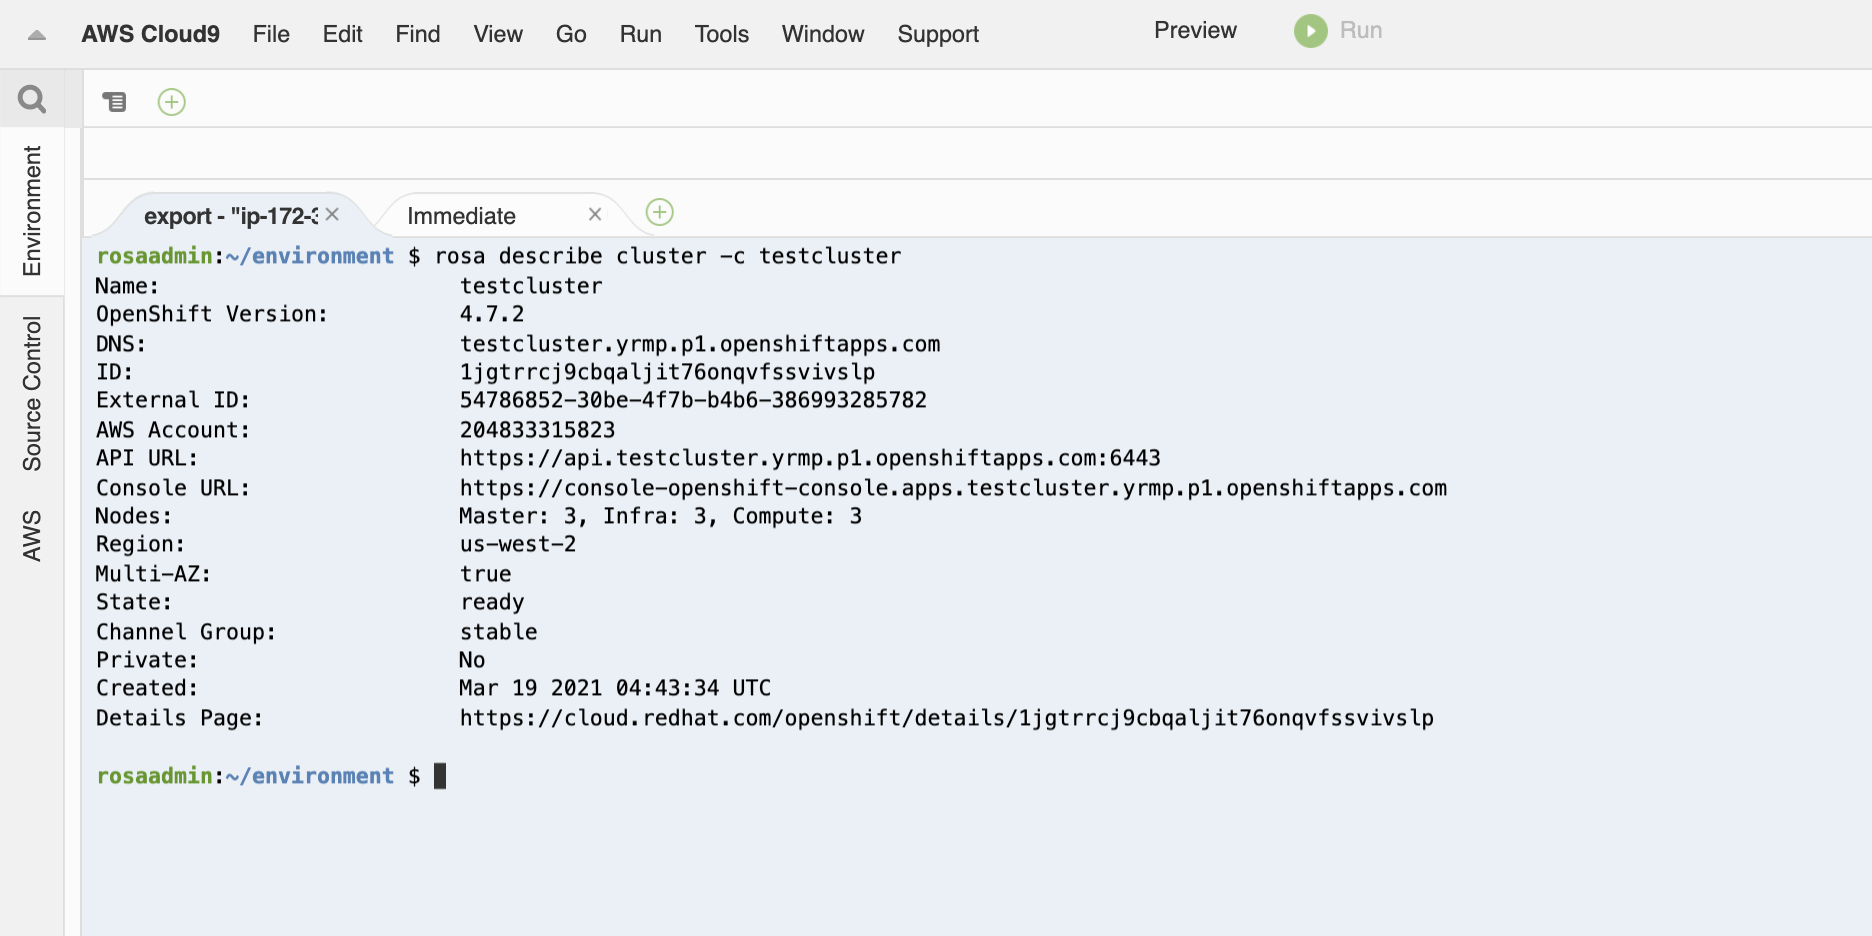 AWS Cloud9 File Edit Find View Go Run Tools Window Support Preview Run
Environment
Source Control
AWS
export - "ip-172-3 Immediate
rosaadmin:~/environment $ rosa describe cluster -c testcluster
Name: testcluster
OpenShift Version: 4.7.2
DNS: testcluster.yrmp.p1.openshiftapps.com
ID: 1jgtrrcj9cbqaljit76onqvfssvivslp
External ID: 54786852-30be-4f7b-b4b6-386993285782
AWS Account: 204833315823
API URL: https://api.testcluster.yrmp.p1.openshiftapps.com:6443
Console URL: https://console-openshift-console.apps.testcluster.yrmp.p1.openshiftapps.com
Nodes: Master: 3, Infra: 3, Compute: 3
Region: us-west-2
Multi-AZ: true
State: ready
Channel Group: stable
Private: No
Created: Mar 19 2021 04:43:34 UTC
Details Page: https://cloud.redhat.com/openshift/details/1jgtrrcj9cbqaljit76onqvfssvivslp
rosaadmin:~/environment $